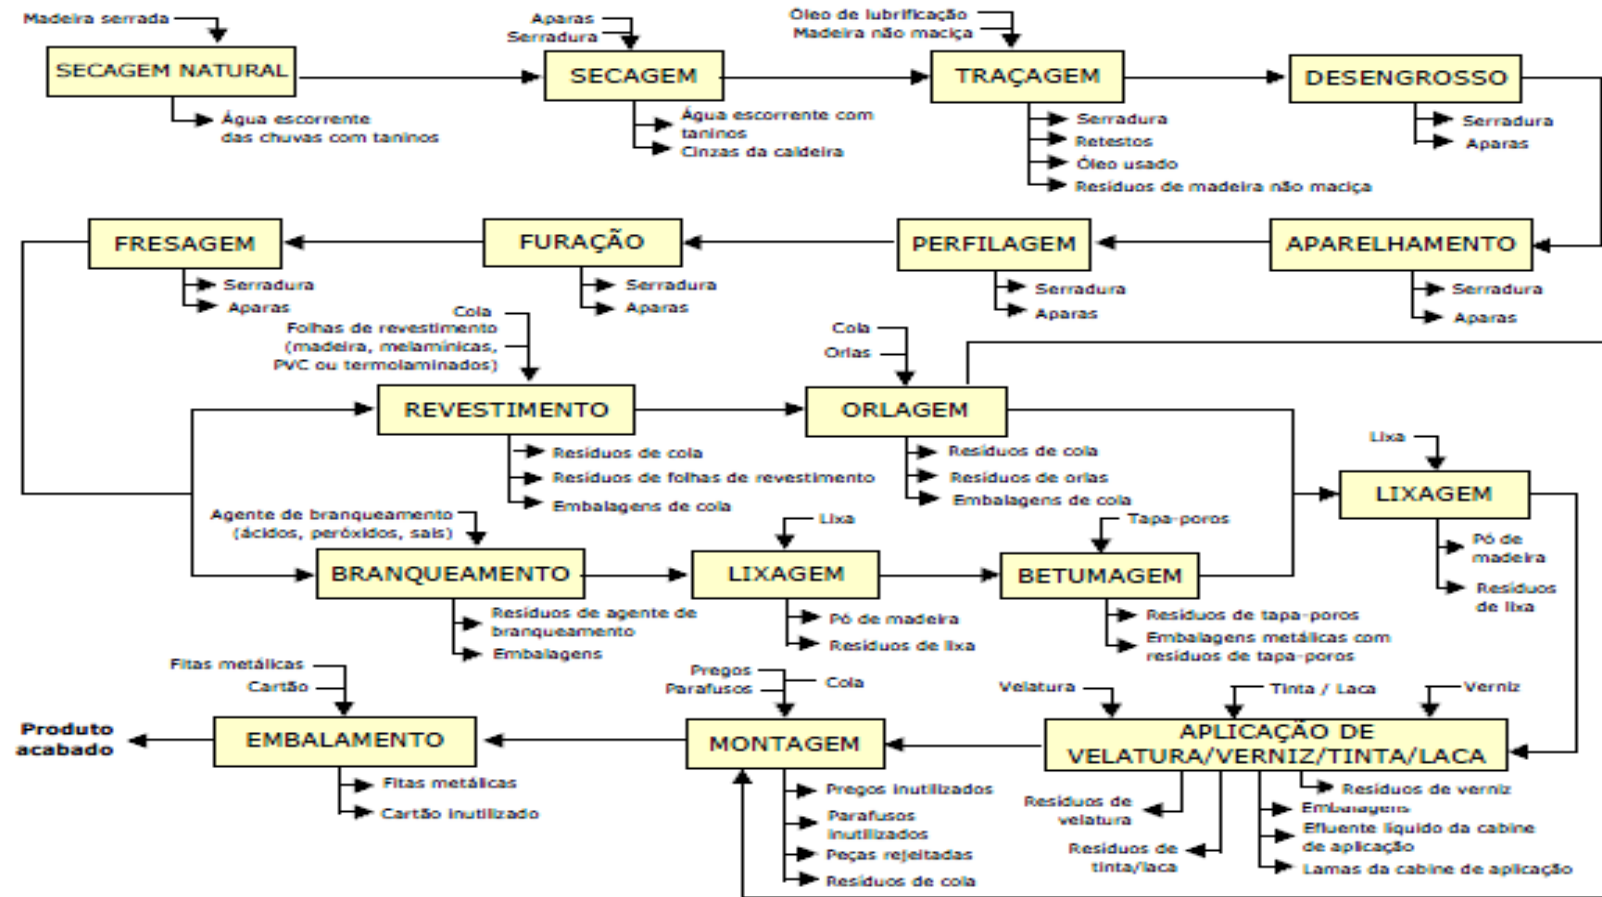 Madeira serrada
SECAGEM NATURAL
Água escorrente
das chuvas com taninos
Aparas
Serradura
SECAGEM
Água escorrente com
taninos
Cinzas da caldeira
Óleo de lubrificação
Madeira não maciça
TRAÇAGEM
Serradura
Retestos
Óleo usado
Resíduos de madeira não maciça
DESENGROSSO
Serradura
Aparas
FRESAGEM
Serradura
Aparas
FURAÇÃO
Serradura
Aparas
PERFILAGEM
Serradura
Aparas
APARELHAMENTO
Serradura
Aparas
Cola
Folhas de revestimento
(madeira, melamínicas,
PVC ou termolaminados)
REVESTIMENTO
Resíduos de cola
Resíduos de folhas de revestimento
Embalagens de cola
Cola
Orlas
ORLAGEM
Resíduos de cola
Resíduos de orlas
Embalagens de cola
Lixa
LIXAGEM
Pó de
madeira
Resíduos
de lixa
Agente de branqueamento
(ácidos, peróxidos, sais)
BRANQUEAMENTO
Resíduos de agente de
branqueamento
Embalagens
Lixa
LIXAGEM
Pó de madeira
Resíduos de lixa
Tapa-poros
BETUMAGEM
Resíduos de tapa-poros
Embalagens metálicas com
resíduos de tapa-poros
Fitas metálicas
Cartão
Produto
acabado
EMBALAMENTO
Fitas metálicas
Cartão inutilizado
Pregos
Parafusos
Cola
MONTAGEM
Pregos inutilizados
Parafusos
inutilizados
Peças rejeitadas
Resíduos de cola
Velatura
Tinta / Laca
Verniz
APLICAÇÃO DE
VELATURA/VERNIZ/TINTA/LACA
Resíduos de
velatura
Resíduos de
tinta/laca
Resíduos de verniz
Embalagens
Efluente líquido da cabine
de aplicação
Lamas da cabine de aplicação